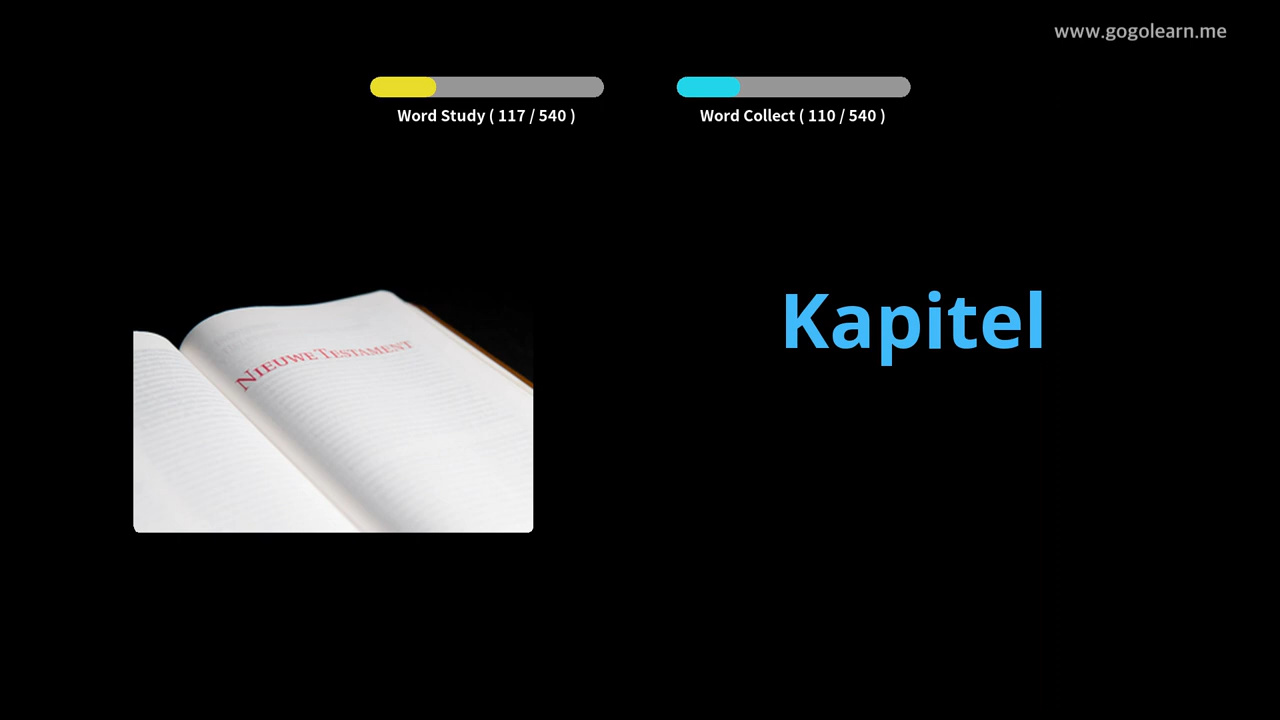 www.gogolearn.me
Word Study ( 117 / 540 )
Word Collect ( 110 / 540 )
Kapitel
NIEUWE TESTAMENT